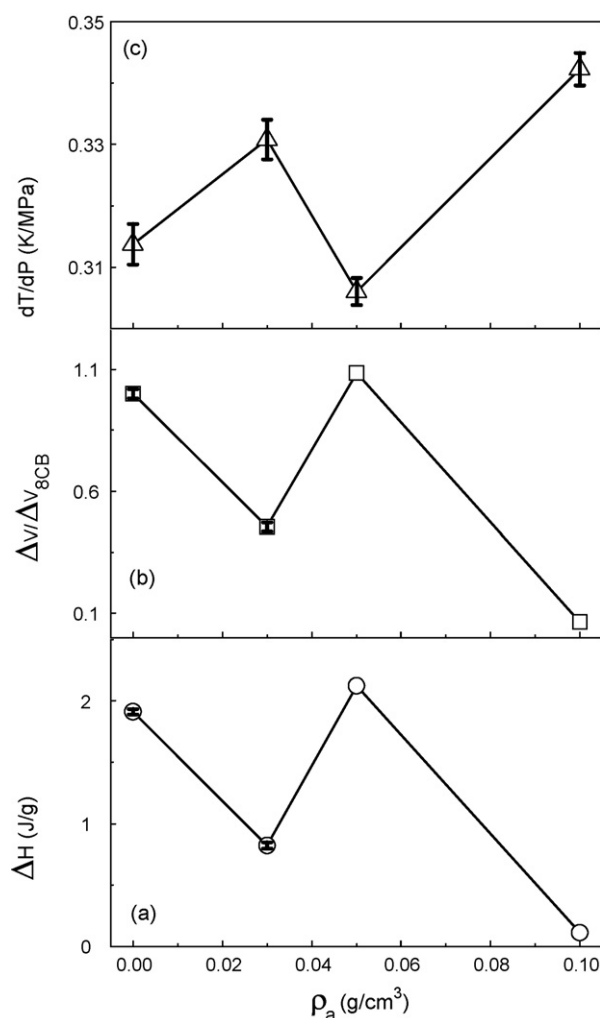 (c)
0.35
0.33
0.31
dT/dP (K/MPa)
(b)
1.1
0.6
0.1
ΔV/ΔV8CB
(a)
2
1
0
ΔH (J/g)
0.00 0.02 0.04 0.06 0.08 0.10
ρa (g/cm³)